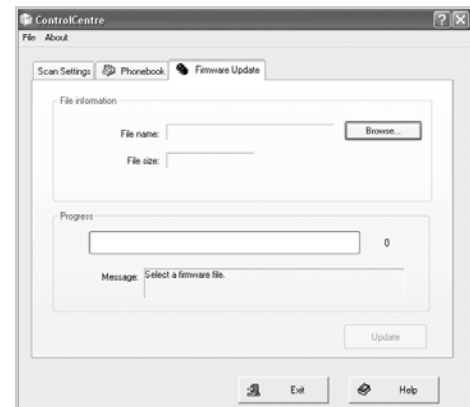 ControlCentre
File About
Scan Settings Phonebook Firmware Update
File information
File name: Browse...
File size:
Progress
0
Message: Select a firmware file.
Update
Exit Help